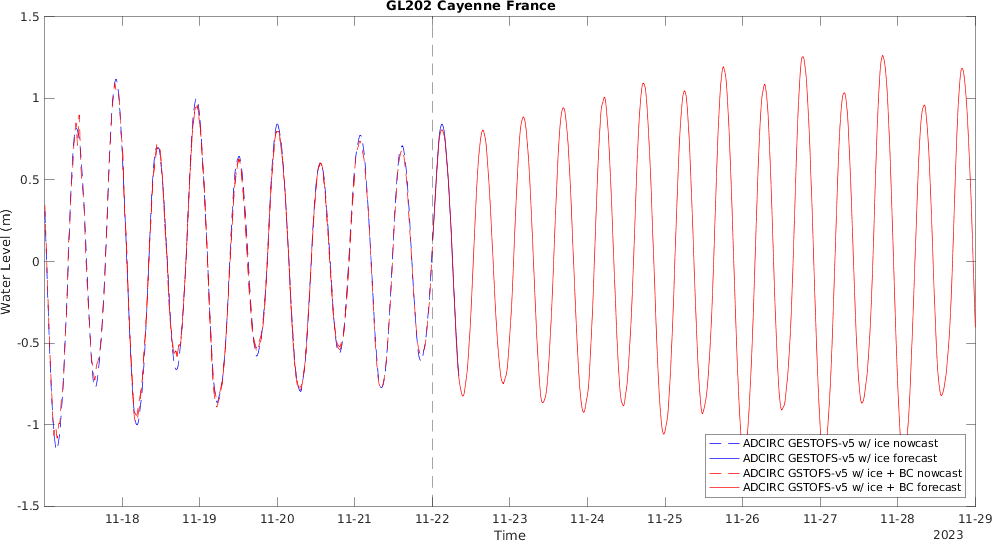 GL202 Cayenne France
Water Level (m)
1.5
1
0.5
0
-0.5
-1
-1.5
ADCIRC GESTOFS-v5 w/ ice nowcast
ADCIRC GESTOFS-v5 w/ ice forecast
ADCIRC GSTOFS-v5 w/ ice + BC nowcast
ADCIRC GSTOFS-v5 w/ ice + BC forecast
11-18 11-19 11-20 11-21 11-22 11-23 11-24 11-25 11-26 11-27 11-28 11-29
Time
2023